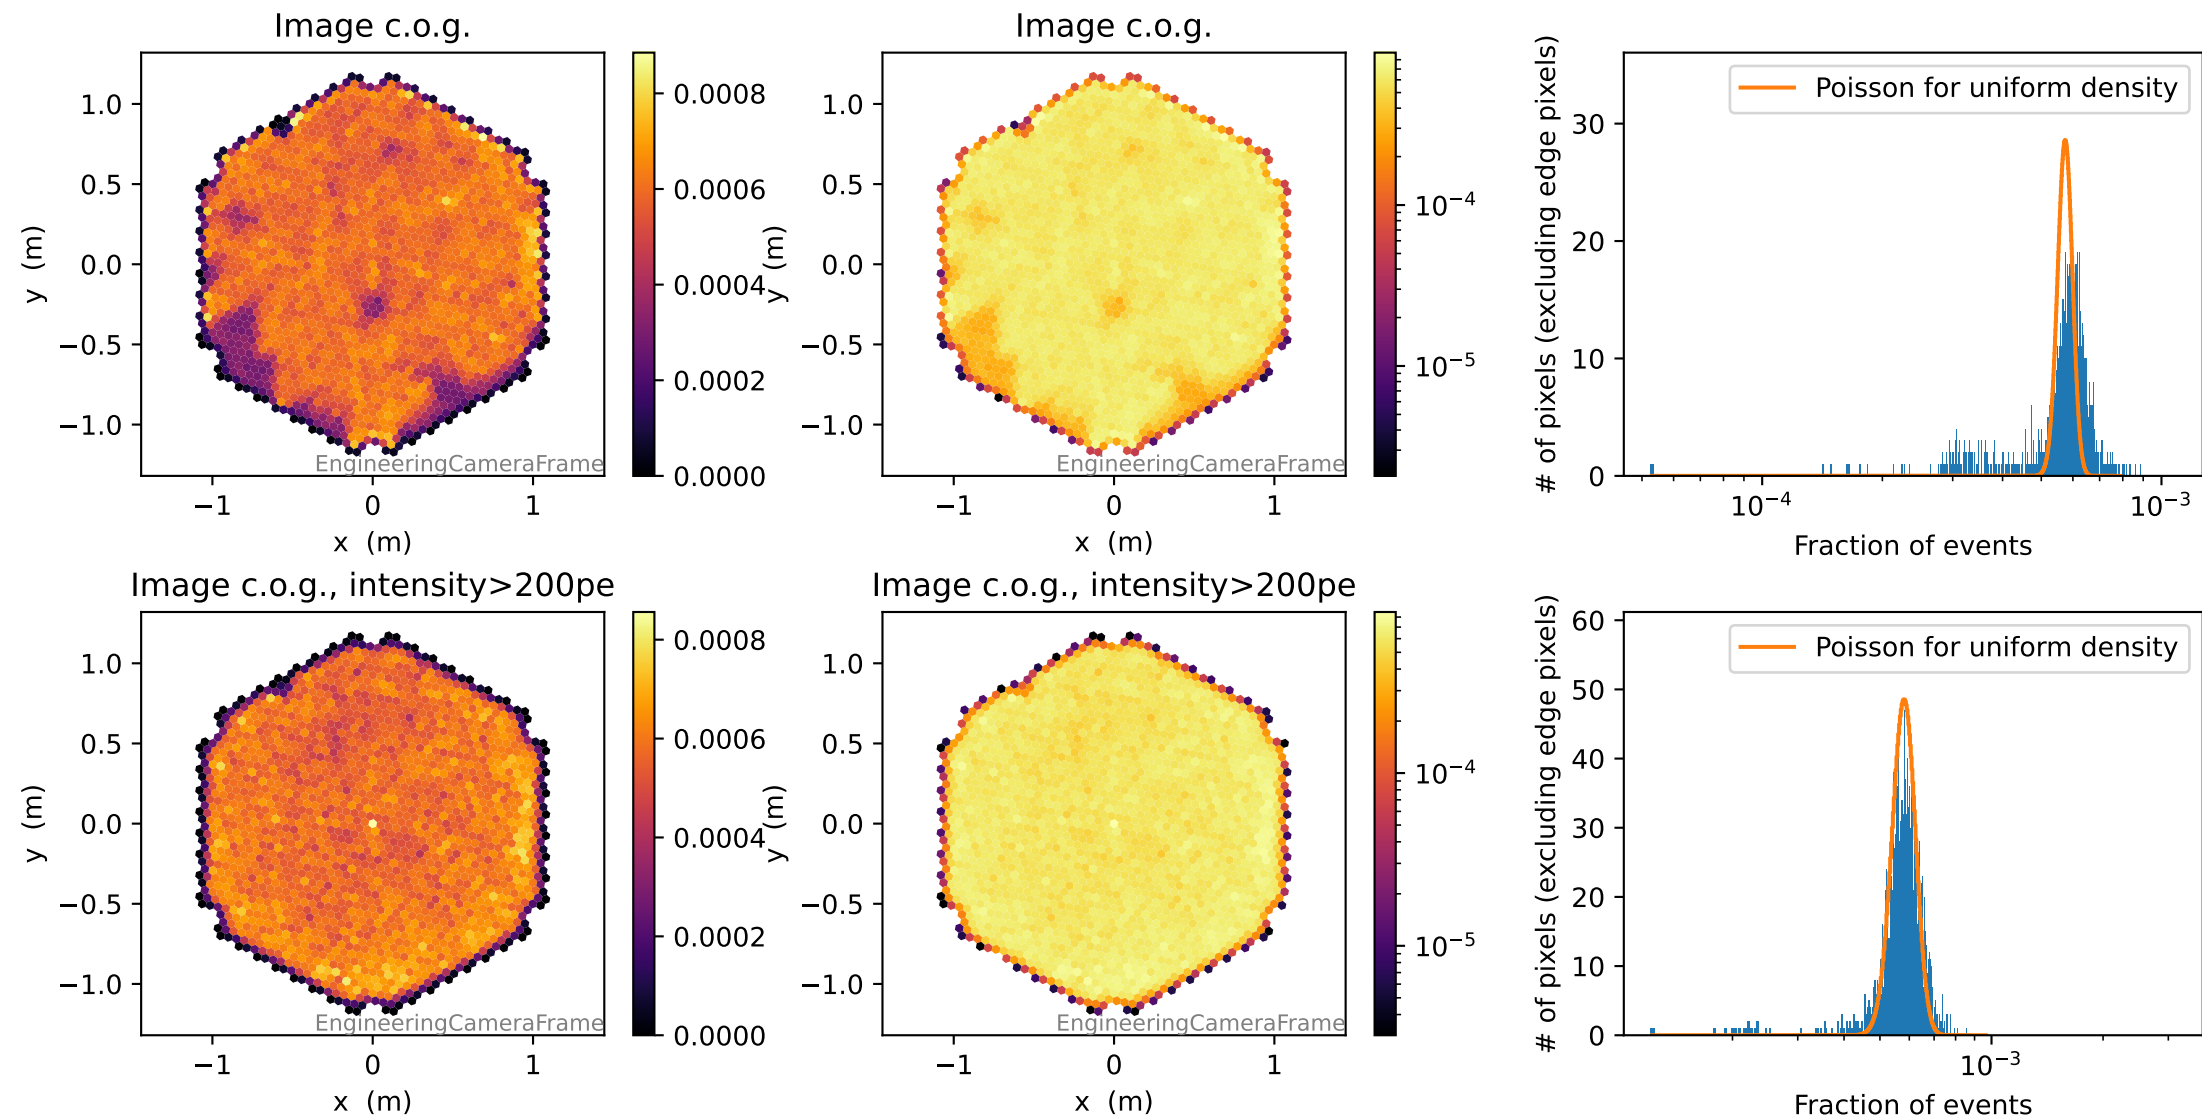 Image c.o.g.
1.0
0.5
0.0
−0.5
−1.0
y (m)
−1
0
1
x (m)
EngineeringCameraFrame
0.0008
0.0006
0.0004
0.0002
0.0000
Image c.o.g.
1.0
0.5
0.0
−0.5
−1.0
y (m)
−1
0
1
x (m)
EngineeringCameraFrame
10⁻⁴
10⁻⁵
Poisson for uniform density
# of pixels (excluding edge pixels)
30
20
10
0
10⁻⁴
10⁻³
Fraction of events
Image c.o.g., intensity>200pe
1.0
0.5
0.0
−0.5
−1.0
y (m)
−1
0
1
x (m)
EngineeringCameraFrame
0.0008
0.0006
0.0004
0.0002
0.0000
Image c.o.g., intensity>200pe
1.0
0.5
0.0
−0.5
−1.0
y (m)
−1
0
1
x (m)
EngineeringCameraFrame
10⁻⁴
10⁻⁵
Poisson for uniform density
# of pixels (excluding edge pixels)
60
50
40
30
20
10
0
10⁻³
Fraction of events